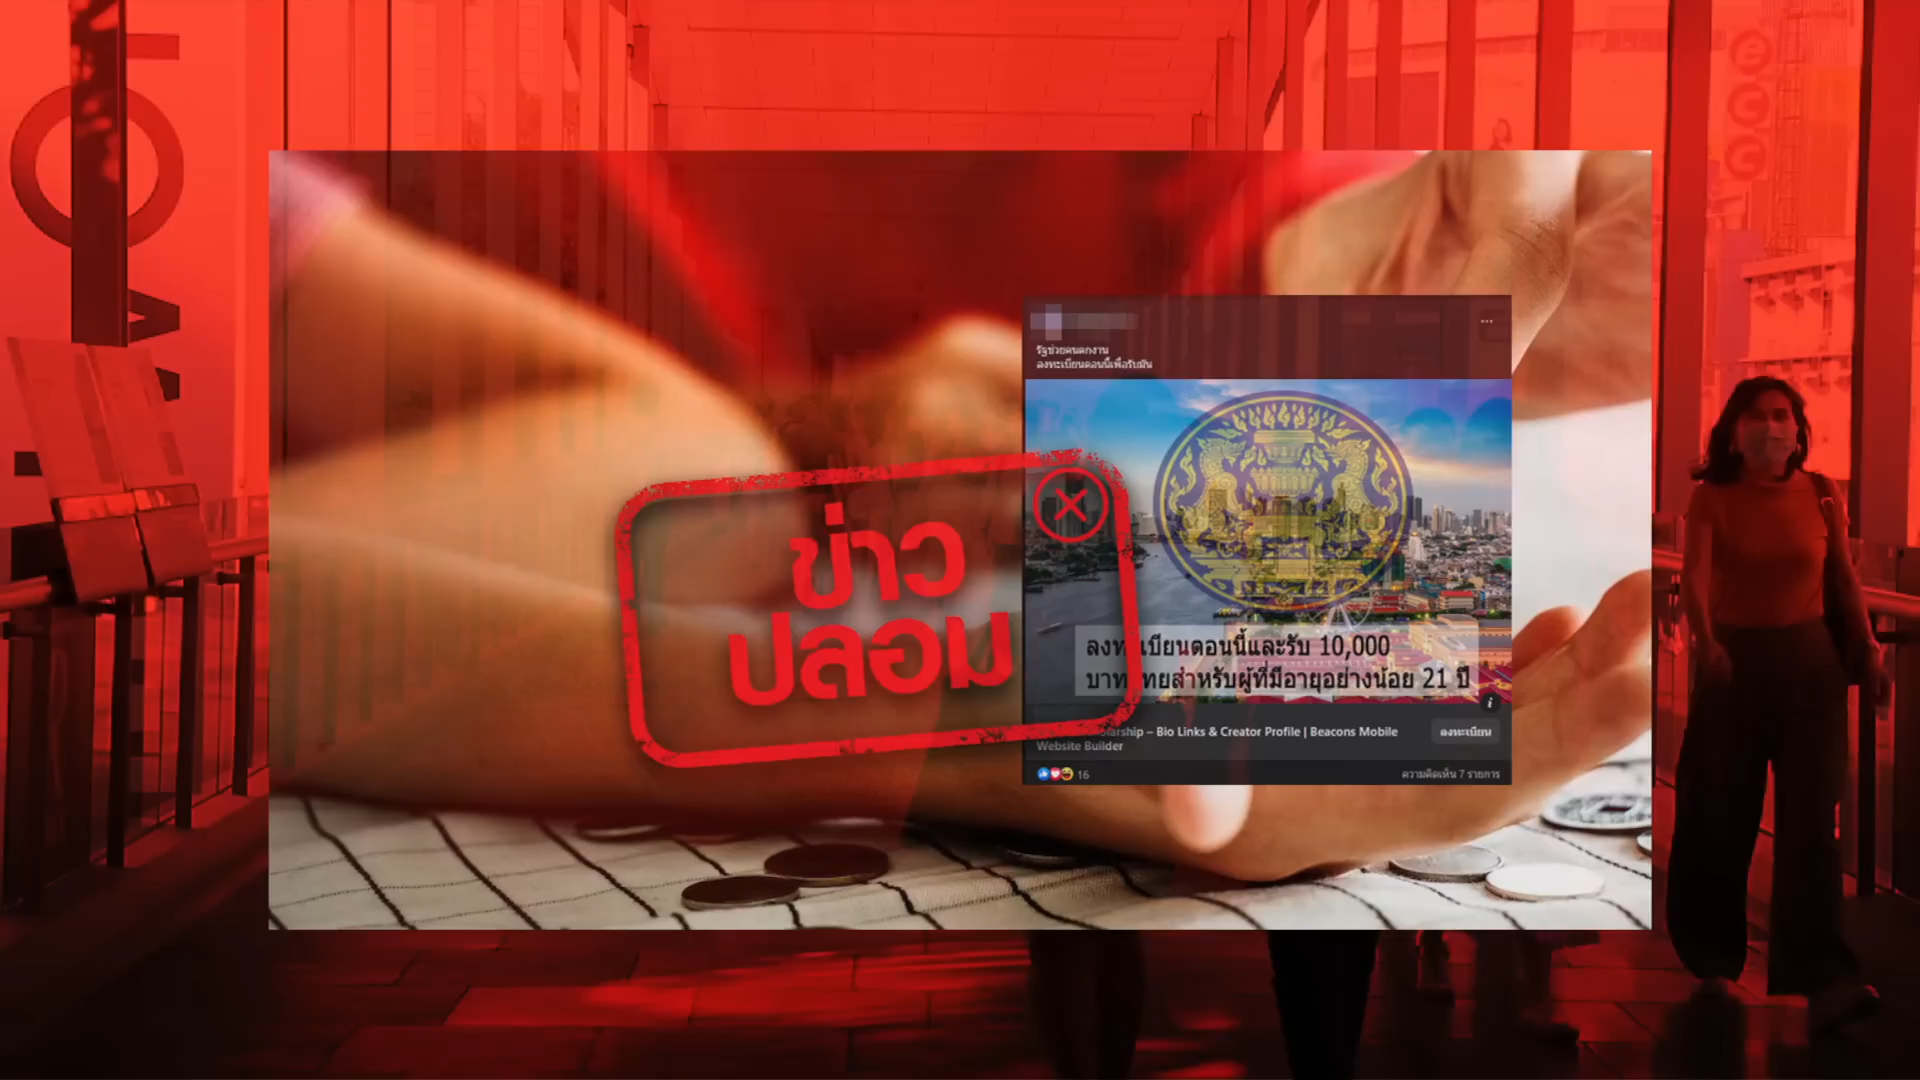 ข่าว
ปลอม
รัฐช่วยคนตกงาน
ลงทะเบียนตอนนี้เพื่อรับมัน
ลงทะเบียนตอนนี้และรับ 10,000
บาทไทยสำหรับผู้ที่มีอายุอย่างน้อย 21 ปี
– Bio Links & Creator Profile | Beacons Mobile
Website Builder
ลงทะเบียน
16
ความคิดเห็น 7 รายการ
ecc